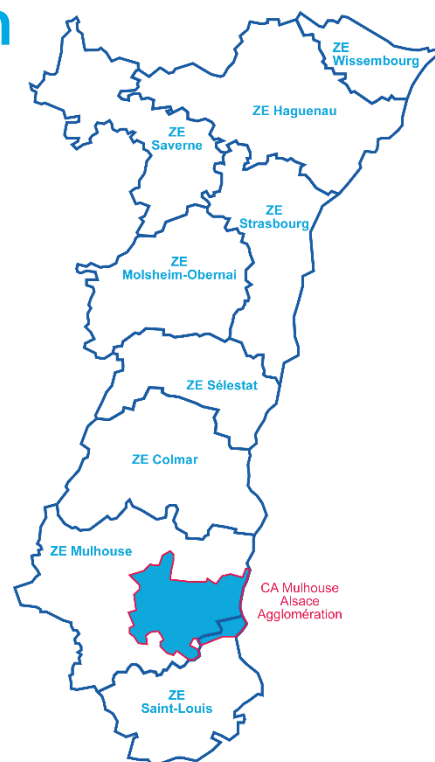 n
ZE
Wissembourg
ZE Haguenau
ZE
Saverne
ZE
Strasbourg
ZE
Molsheim-Obernai
ZE Sélestat
ZE Colmar
ZE Mulhouse
CA Mulhouse
Alsace
Agglomération
ZE
Saint-Louis